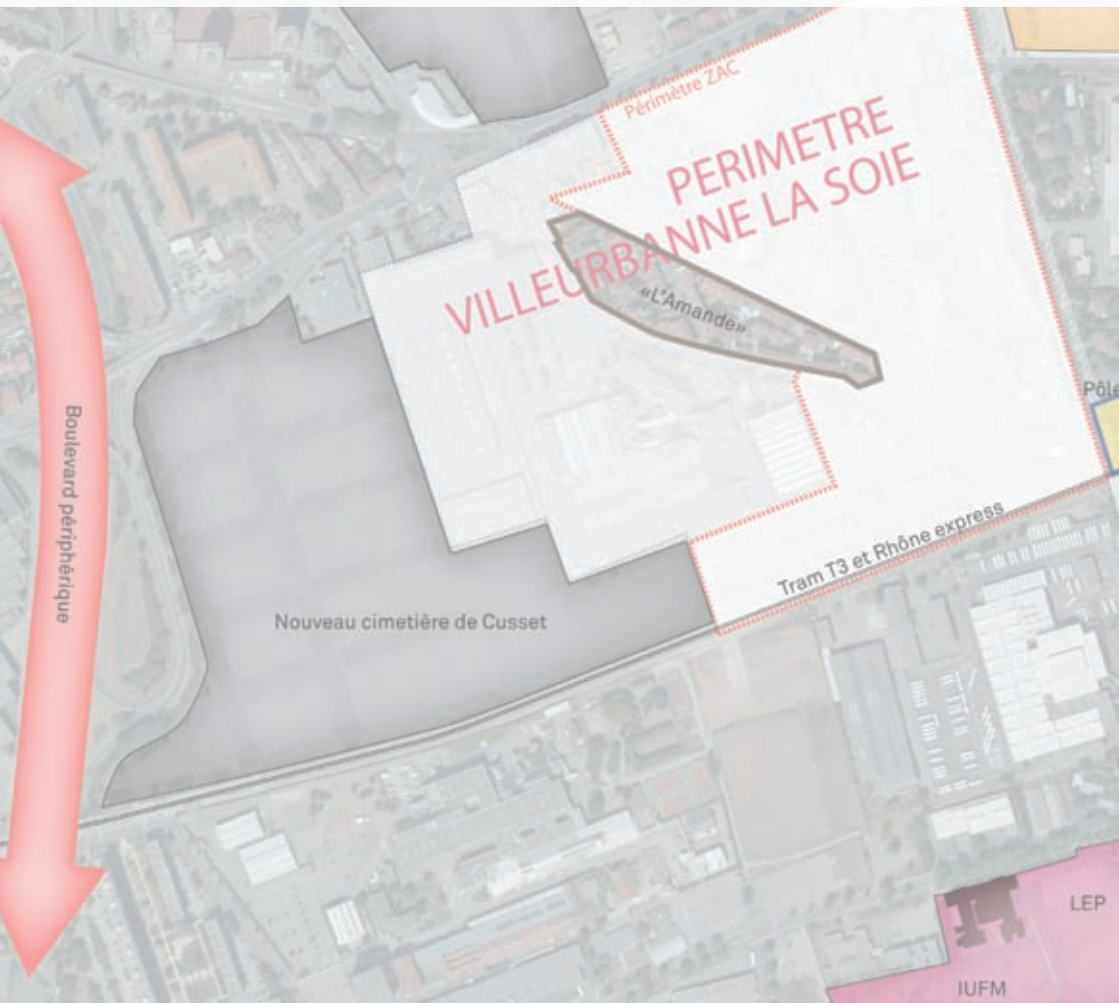 Périmètre ZAC
PERIMETRE
VILLEURBANNE LA SOIE
«L'Amande»
Pôle
Boulevard périphérique
Tram T3 et Rhône express
Nouveau cimetière de Cusset
LEP
IUFM